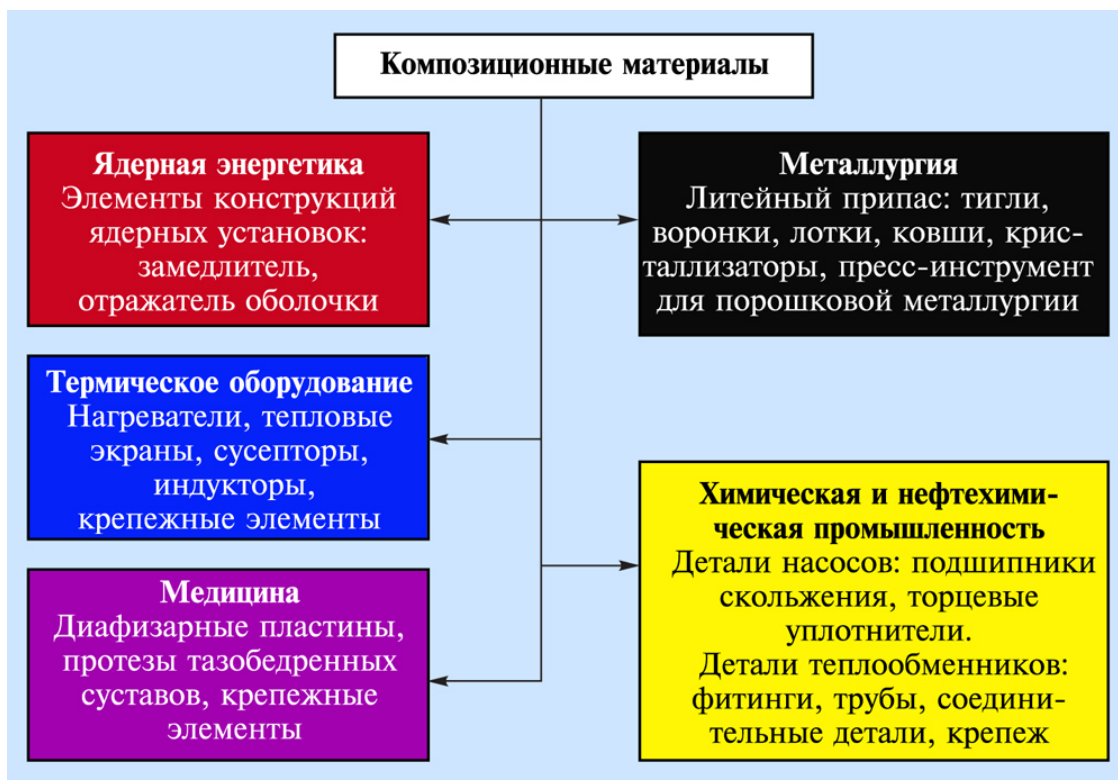 Композиционные материалы
Ядерная энергетика
Элементы конструкций
ядерных установок:
замедлитель,
отражатель оболочки
Металлургия
Литейный припас: тигли,
воронки, лотки, ковши, крис-
таллизаторы, пресс-инструмент
для порошковой металлургии
Термическое оборудование
Нагреватели, тепловые
экраны, сусепторы,
индукторы,
крепежные элементы
Химическая и нефтехими-
ческая промышленность
Детали насосов: подшипники
скольжения, торцевые
уплотнители.
Детали теплообменников:
фитинги, трубы, соедини-
тельные детали, крепеж
Медицина
Диафизарные пластины,
протезы тазобедренных
суставов, крепежные
элементы